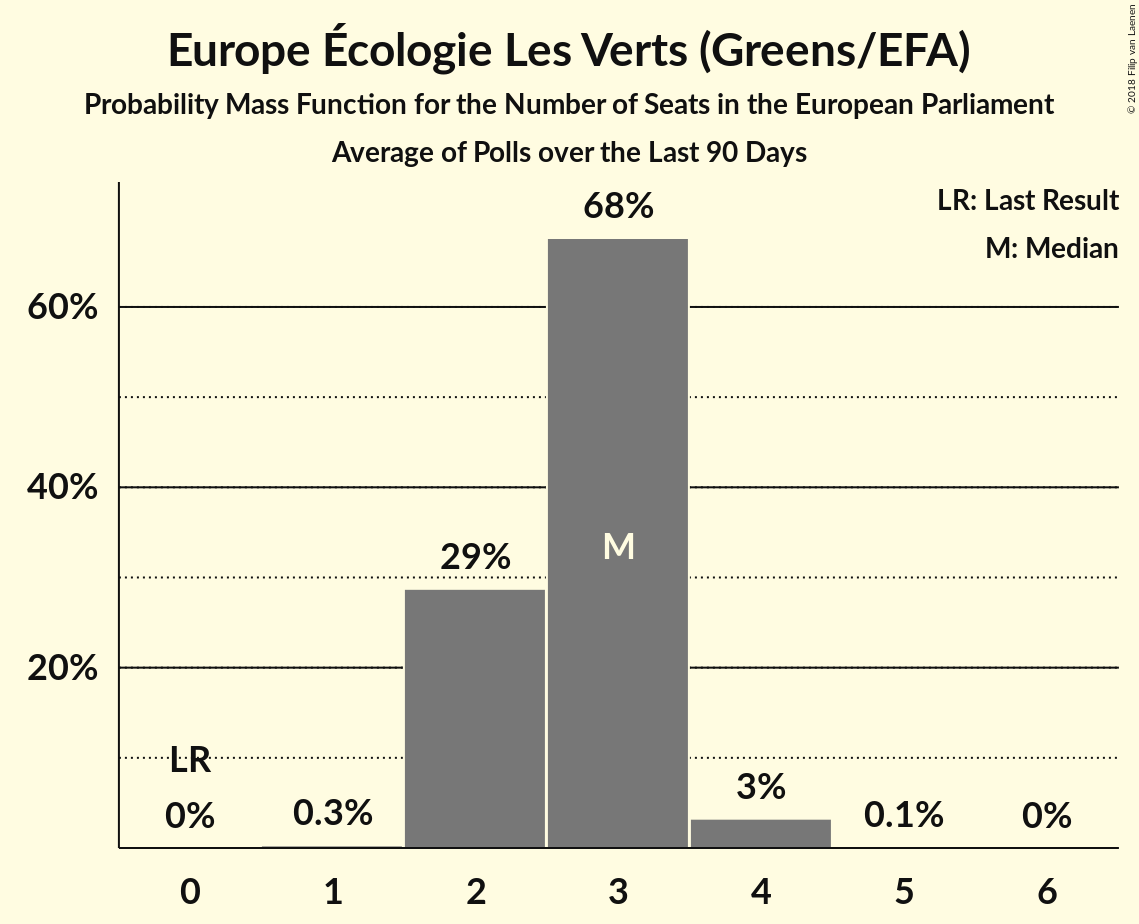 Europe Écologie Les Verts (Greens/EFA)
Probability Mass Function for the Number of Seats in the European Parliament
Average of Polls over the Last 90 Days
© 2018 Filip van Laenen
LR: Last Result
M: Median
68%
60%
40%
29%
M
20%
LR
0%
0.3%
3%
0.1%
0%
0 1 2 3 4 5 6